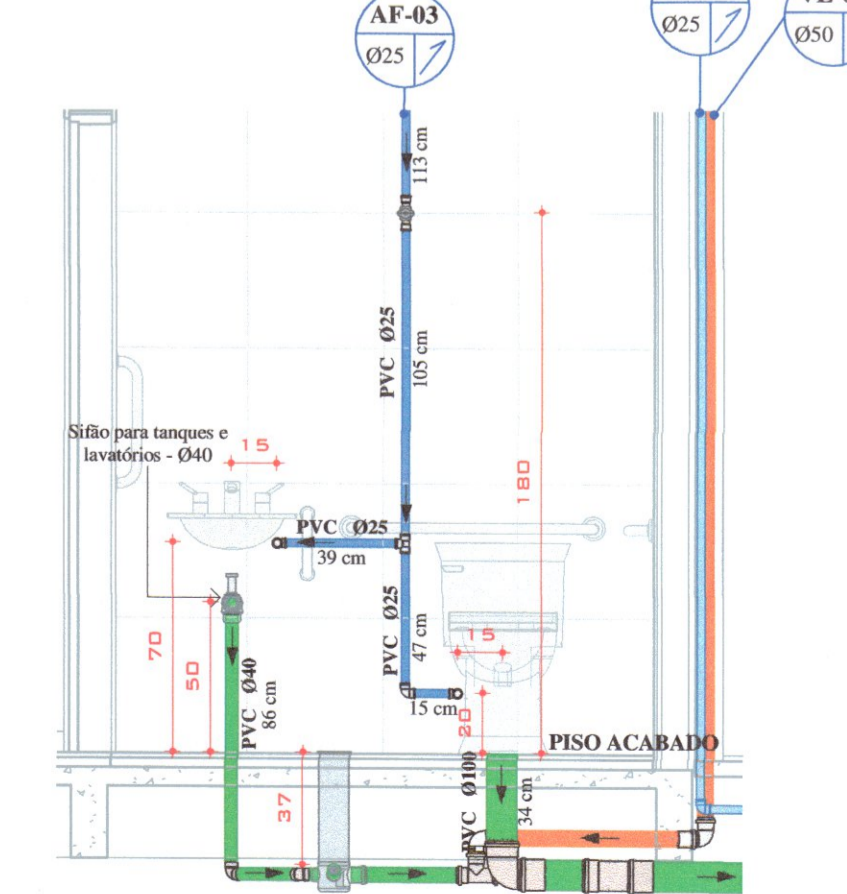 AF-03
Ø25
Ø25
Ø50
113 cm
PVC Ø25
105 cm
Sifão para tanques e
lavatórios - Ø40
15
180
PVC Ø25
39 cm
PVC Ø25
47 cm
15
70
50
PVC Ø40
86 cm
15 cm
20
PISO ACABADO
37
PVC Ø100
34 cm